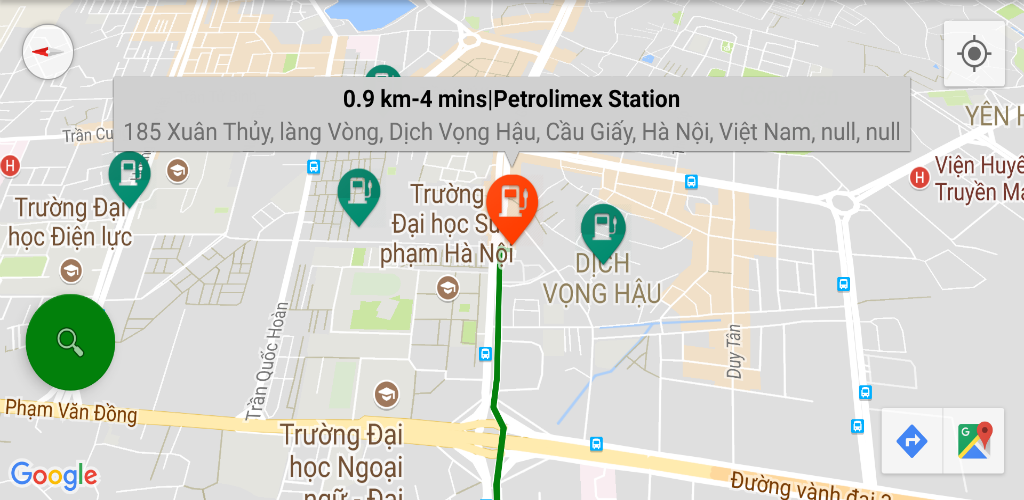 0.9 km-4 mins|Petrolimex Station
185 Xuân Thủy, làng Vòng, Dịch Vọng Hậu, Cầu Giấy, Hà Nội, Việt Nam, null, null
YÊN H
Trần Cu
H
H
Viện Huyế
Truyền Má
Trường Đại
học Điện lực
Trường
Đại học Sư
phạm Hà Nội
DỊCH
VỌNG HẬU
Trần Quốc Hoàn
Duy Tân
Phạm Văn Đồng
Trường Đại
học Ngoại
ngữ - Đại
Đường vành đai 3
Google
G